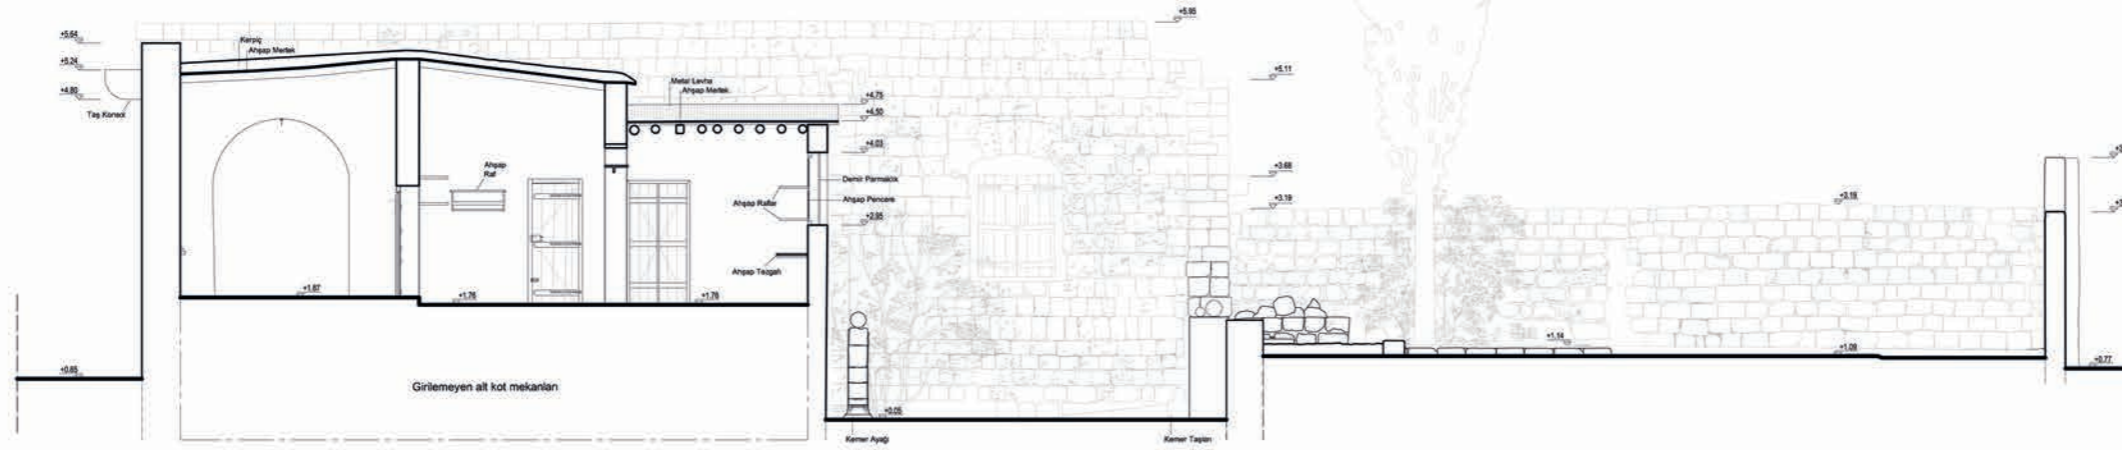 +5.95
+5.64
Kerpiç
Ahşap Mertek
+5.24
+5.11
Metal Levha
Ahşap Mertek
+4.80
+4.75
Taş Konsol
+4.50
+4.03
Ahşap
Raf
+3.68
Demir Parmaklık
Ahşap Pencere
Ahşap Raflar
+3.19
+3.19
+2.95
Ahşap Tezgah
+1.87
+1.76
+1.76
+1.14
+1.09
+0.85
+0.77
Girilemeyen alt kot mekanları
+0.05
Kemer Ayağı
Kemer Taşları